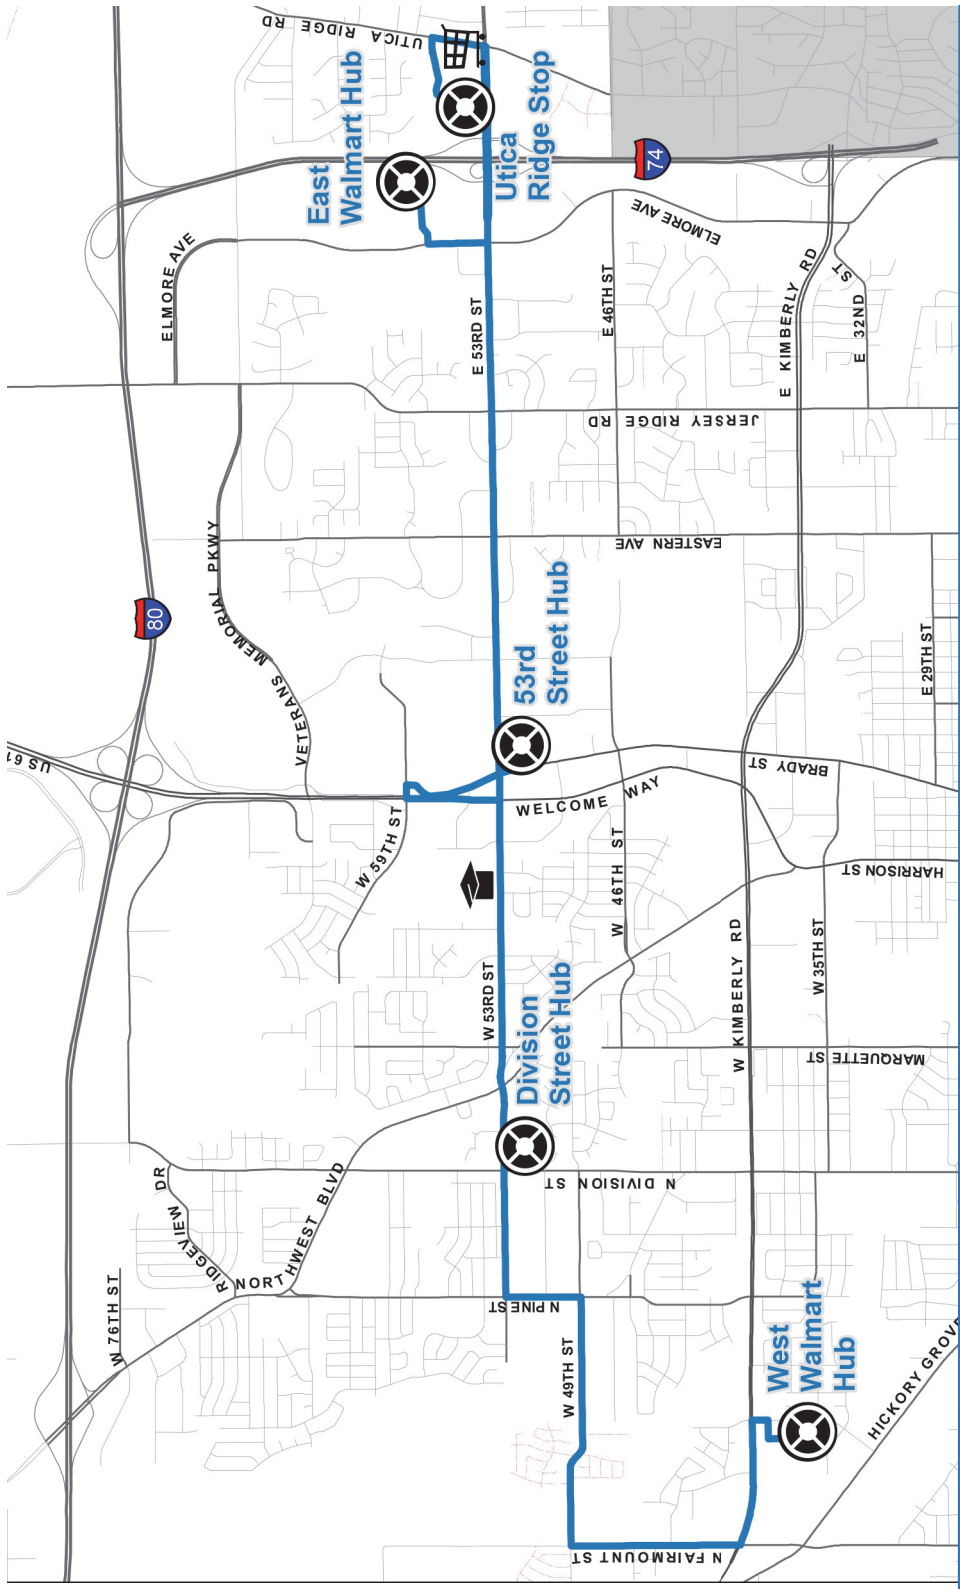 UTICA RIDGE RD
East
Walmart Hub
Utica
Ridge Stop
74
ELMORE AVE
ELMORE AVE
E 53RD ST
E 46TH ST
E KIMBERLY RD
E 32ND ST
JERSEY RIDGE RD
EASTERN AVE
80
VETERANS MEMORIAL PKWY
53rd
Street Hub
E 29TH ST
US 61
WELCOME WAY
BRADY ST
W 59TH ST
W 46TH ST
HARRISON ST
W 53RD ST
Division
Street Hub
W KIMBERLY RD
W 35TH ST
MARQUETTE ST
N DIVISION ST
RIDGEVIEW DR
NORTHWEST BLVD
W 76TH ST
N PINE ST
W 49TH ST
West
Walmart
Hub
HICKORY GROVE
N FAIRMOUNT ST